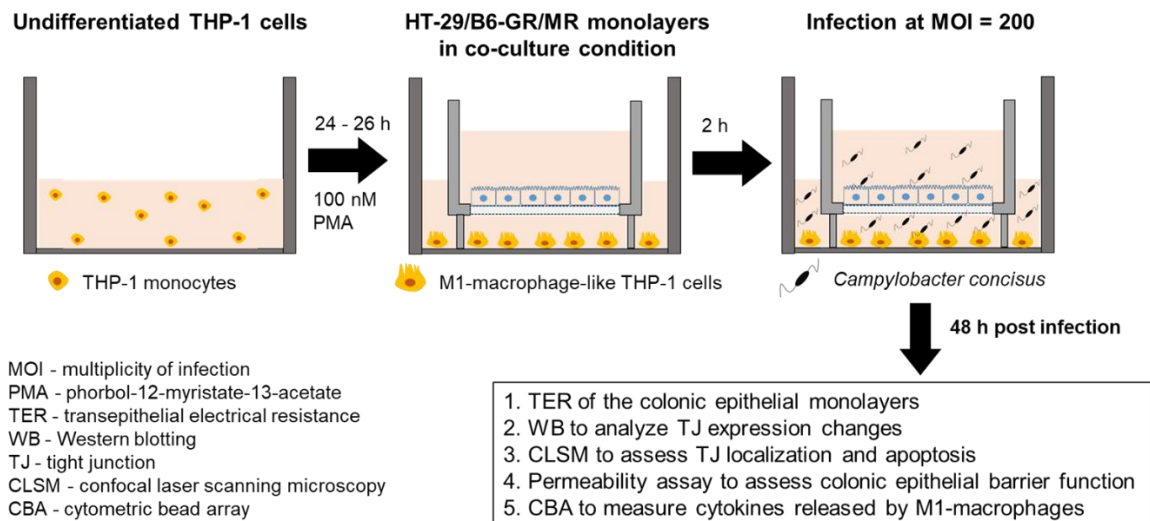 Undifferentiated THP-1 cells
HT-29/B6-GR/MR monolayers
in co-culture condition
Infection at MOI = 200
24 - 26 h
100 nM
PMA
2 h
THP-1 monocytes
M1-macrophage-like THP-1 cells
Campylobacter concisus
48 h post infection
MOI - multiplicity of infection
PMA - phorbol-12-myristate-13-acetate
TER - transepithelial electrical resistance
WB - Western blotting
TJ - tight junction
CLSM - confocal laser scanning microscopy
CBA - cytometric bead array
1. TER of the colonic epithelial monolayers
2. WB to analyze TJ expression changes
3. CLSM to assess TJ localization and apoptosis
4. Permeability assay to assess colonic epithelial barrier function
5. CBA to measure cytokines released by M1-macrophages